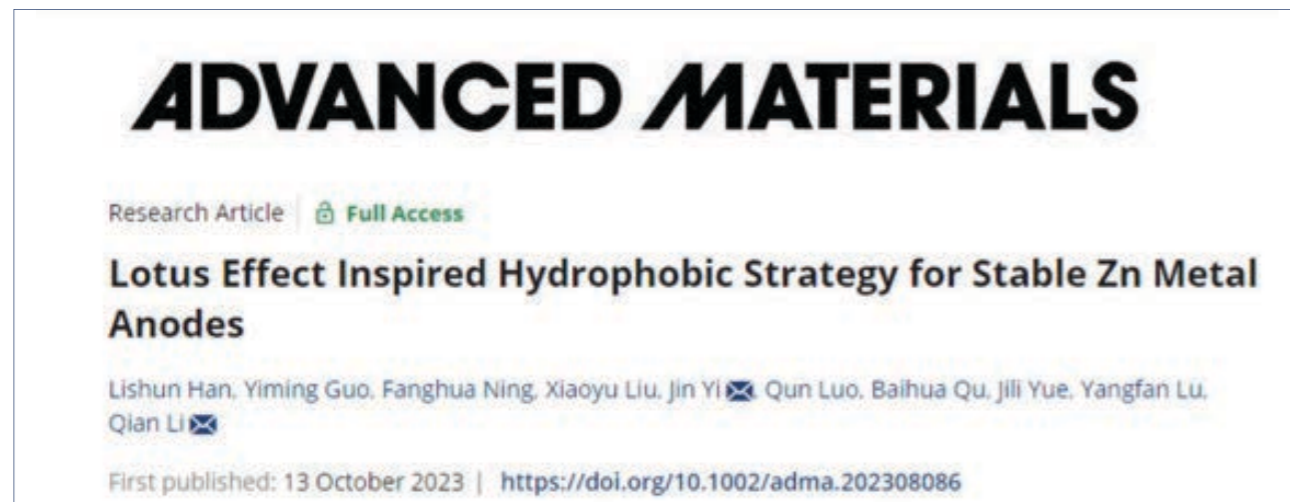 ADVANCED MATERIALS
Research Article Full Access
Lotus Effect Inspired Hydrophobic Strategy for Stable Zn Metal
Anodes
Lishun Han, Yiming Guo, Fanghua Ning, Xiaoyu Liu, Jin Yi, Qun Luo, Baihua Qu, Jili Yue, Yangfan Lu,
Qian Li
First published: 13 October 2023 | https://doi.org/10.1002/adma.202308086